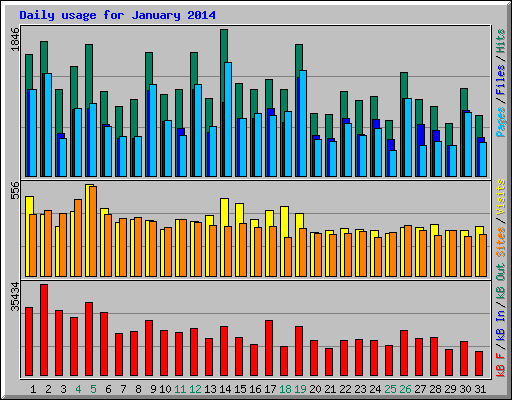 Daily usage for January 2014
1846
Pages / Files / Hits
556
Sites / Visits
35434
kB F / kB In / kB Out
1 2 3 4 5 6 7 8 9 10 11 12 13 14 15 16 17 18 19 20 21 22 23 24 25 26 27 28 29 30 31